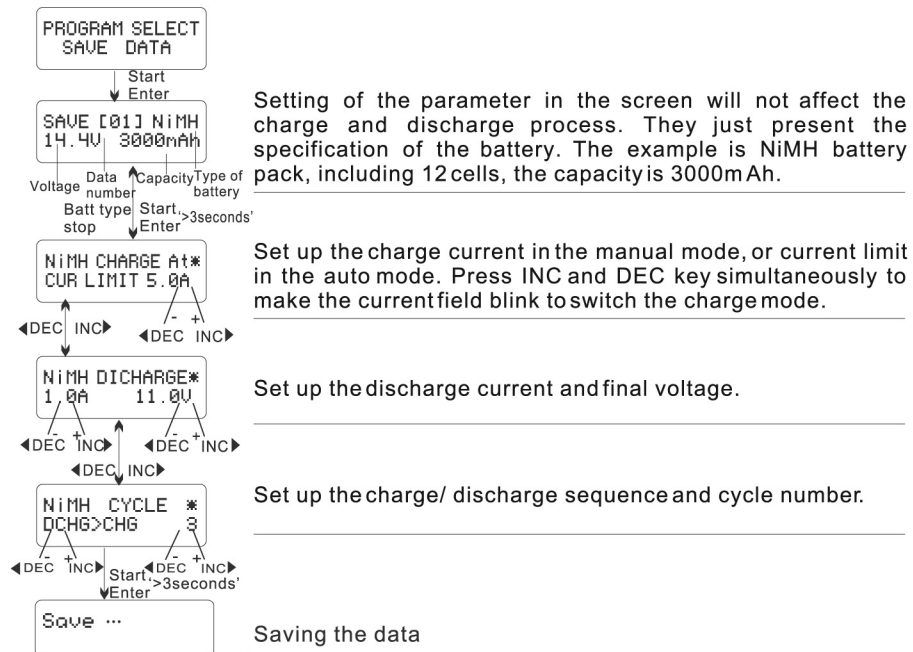 PROGRAM SELECT
SAVE DATA
Start
Enter
SAVE [01] NiMH
14.4V 3000mAh
Voltage Data number Capacity Type of battery
Setting of the parameter in the screen will not affect the
charge and discharge process. They just present the
specification of the battery. The example is NiMH battery
pack, including 12 cells, the capacity is 3000m Ah.
Batt type
stop
Start,
Enter
>3seconds'
NiMH CHARGE At*
CUR LIMIT 5.0A
- +
◀DEC INC▶
◀DEC INC▶
Set up the charge current in the manual mode, or current limit
in the auto mode. Press INC and DEC key simultaneously to
make the current field blink to switch the charge mode.
NiMH DICHARGE*
1.0A 11.0V
- + - +
◀DEC INC▶ ◀DEC INC▶
◀DEC INC▶
Set up the discharge current and final voltage.
NiMH CYCLE *
DCHG>CHG 3
- + - +
◀DEC INC▶ ◀DEC INC▶
Set up the charge/ discharge sequence and cycle number.
Start,
Enter
'>3seconds'
Save ...
Saving the data